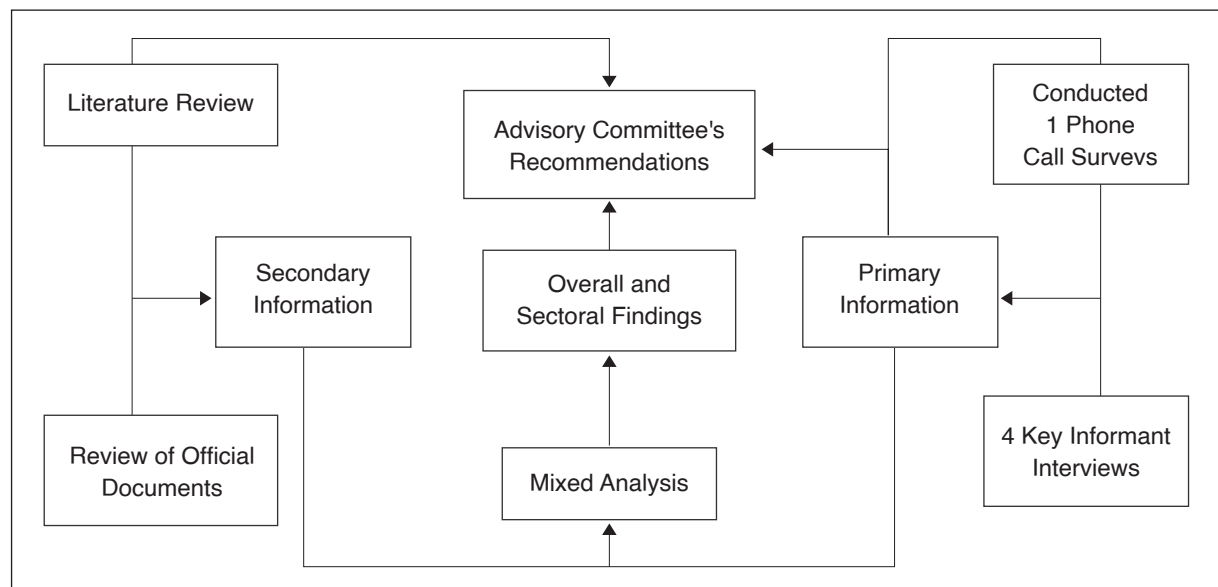 Literature Review
Advisory Committee's
Recommendations
Conducted
1 Phone
Call Survevs
Secondary
Information
Overall and
Sectoral Findings
Primary
Information
Review of Official
Documents
Mixed Analysis
4 Key Informant
Interviews